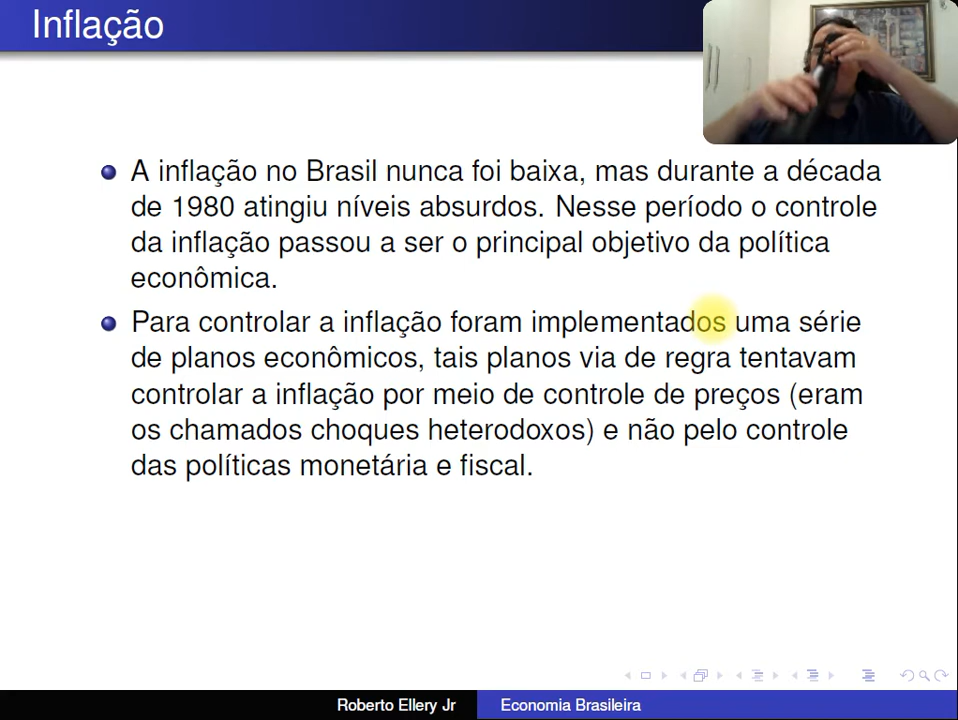 Inflação
A inflação no Brasil nunca foi baixa, mas durante a década
de 1980 atingiu níveis absurdos. Nesse período o controle
da inflação passou a ser o principal objetivo da política
econômica.
Para controlar a inflação foram implementados uma série
de planos econômicos, tais planos via de regra tentavam
controlar a inflação por meio de controle de preços (eram
os chamados choques heterodoxos) e não pelo controle
das políticas monetária e fiscal.
Roberto Ellery Jr
Economia Brasileira